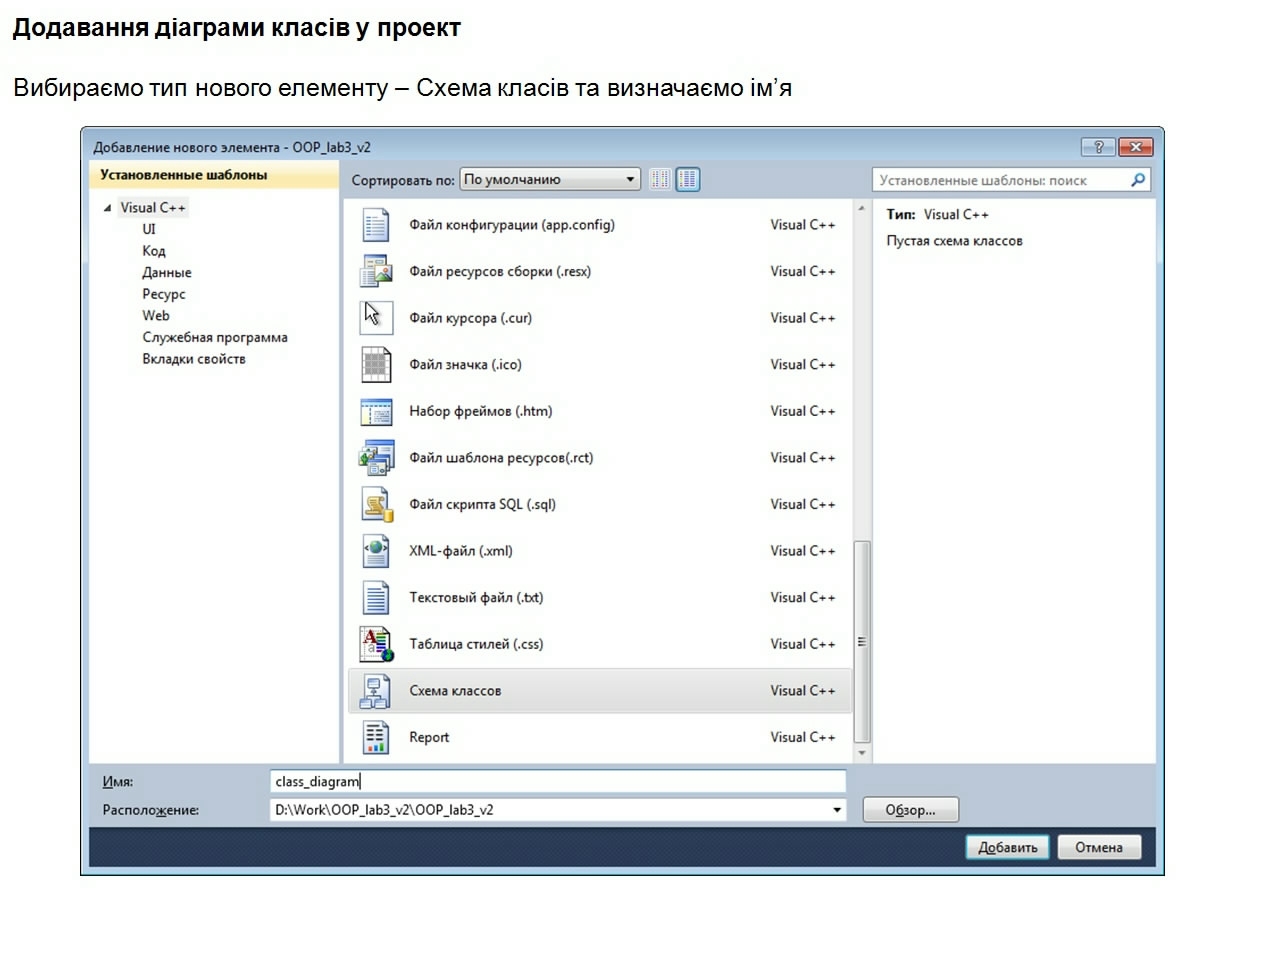 Додавання діаграми класів у проект
Вибираємо тип нового елементу – Схема класів та визначаємо ім’я
Добавление нового элемента - OOP_lab3_v2
Установленные шаблоны
Сортировать по: По умолчанию
Установленные шаблоны: поиск
Visual C++
UI
Код
Данные
Ресурс
Web
Служебная программа
Вкладки свойств
Файл конфигурации (app.config) Visual C++
Файл ресурсов сборки (.resx) Visual C++
Файл курсора (.cur) Visual C++
Файл значка (.ico) Visual C++
Набор фреймов (.htm) Visual C++
Файл шаблона ресурсов(.rct) Visual C++
Файл скрипта SQL (.sql) Visual C++
XML-файл (.xml) Visual C++
Текстовый файл (.txt) Visual C++
Таблица стилей (.css) Visual C++
Схема классов Visual C++
Report Visual C++
Тип: Visual C++
Пустая схема классов
Имя: class_diagram
Расположение: D:\Work\OOP_lab3_v2\OOP_lab3_v2
Обзор...
Добавить Отмена